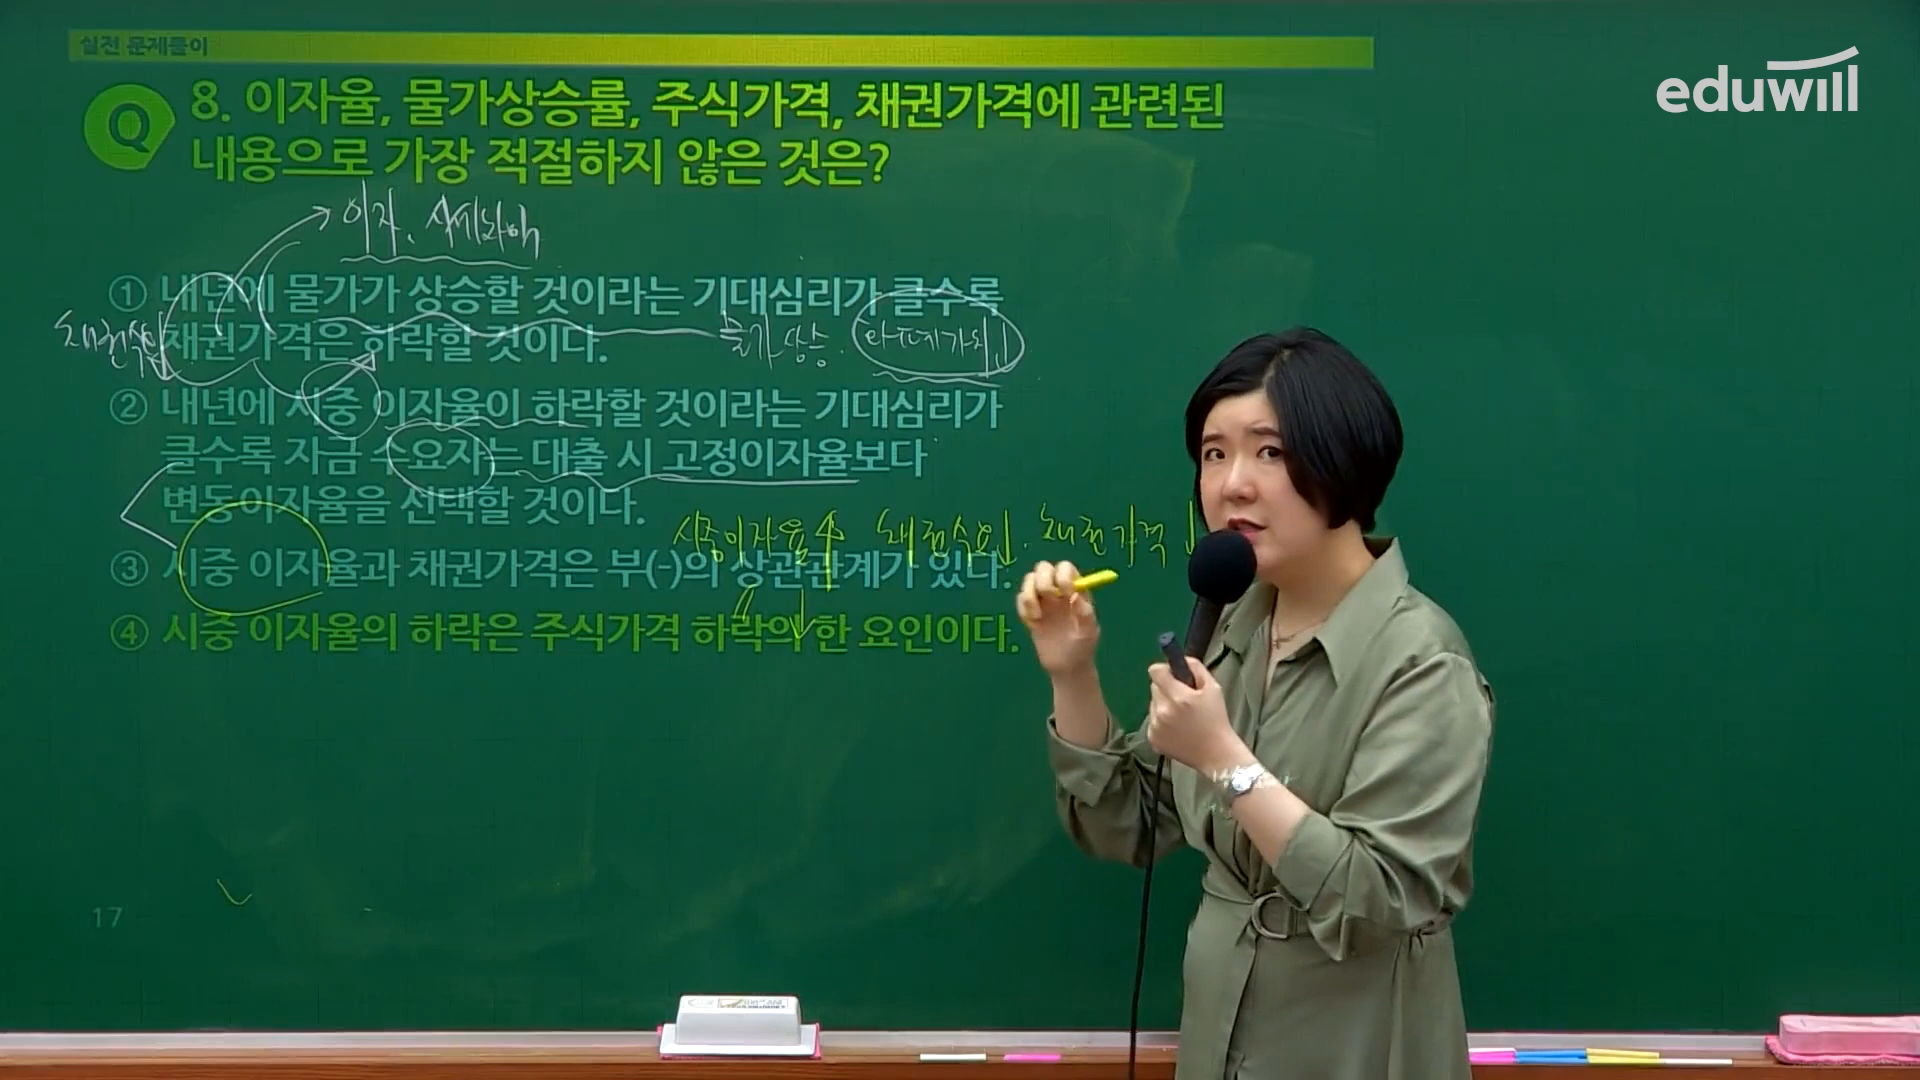 실전 문제풀이
eduwill
Q
8. 이자율, 물가상승률, 주식가격, 채권가격에 관련된
내용으로 가장 적절하지 않은 것은?
이자,
① 내년에 물가가 상승할 것이라는 기대심리가 클수록
채권가격은 하락할 것이다.
채권수요↓
물가상승. 화폐가치↓
② 내년에 시중 이자율이 하락할 것이라는 기대심리가
클수록 자금 수요자는 대출 시 고정이자율보다
변동이자율을 선택할 것이다.
시중이자율↑ 채권수요↓. 채권가격↓
③ 시중 이자율과 채권가격은 부(-)의 상관관계가 있다.
④ 시중 이자율의 하락은 주식가격 하락의 한 요인이다.
17